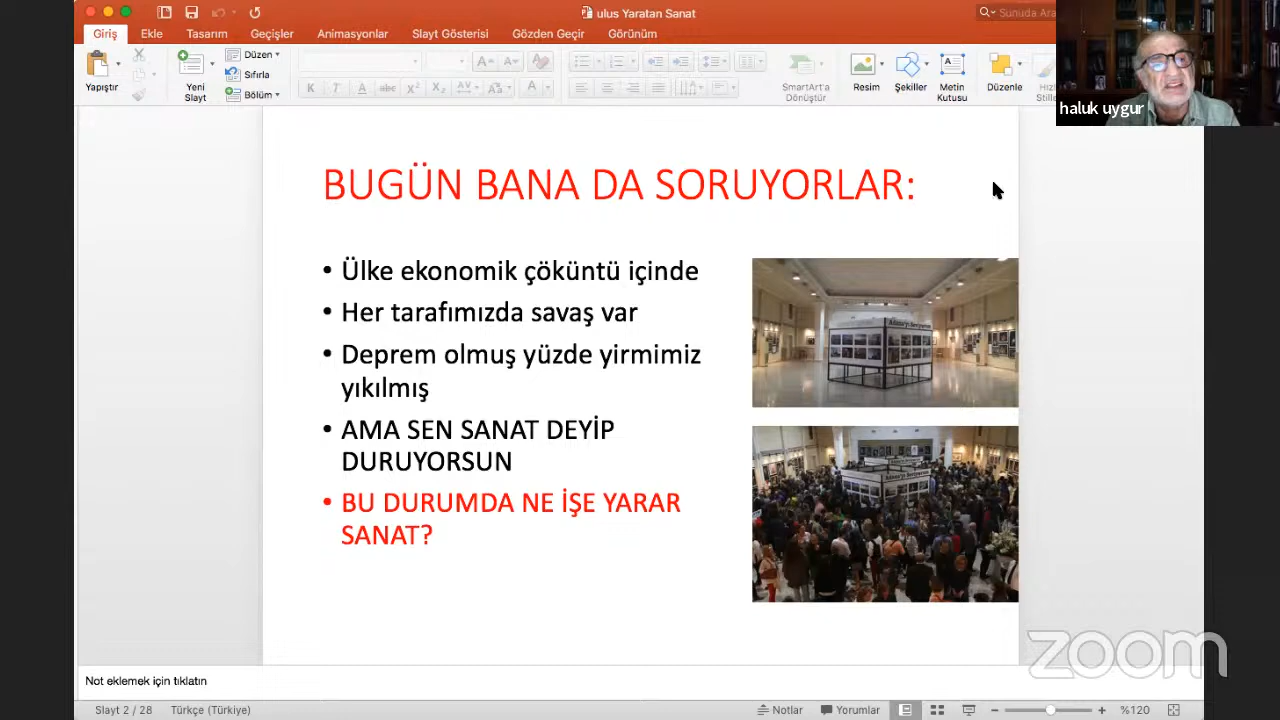 ulus Yaratan Sanat
Sunuda Ara
Giriş Ekle Tasarım Geçişler Animasyonlar Slayt Gösterisi Gözden Geçir Görünüm
Yapıştır
Yeni Slayt
Düzen
Sıfırla
Bölüm
SmartArt'a Dönüştür
Resim
Şekiller
Metin Kutusu
Düzenle
haluk uygur
BUGÜN BANA DA SORUYORLAR:
• Ülke ekonomik çöküntü içinde
• Her tarafımızda savaş var
• Deprem olmuş yüzde yirmimiz
yıkılmış
• AMA SEN SANAT DEYİP
DURUYORSUN
• BU DURUMDA NE İŞE YARAR
SANAT?
zoom
Not eklemek için tıklatın
Slayt 2 / 28 Türkçe (Türkiye) Notlar Yorumlar %120